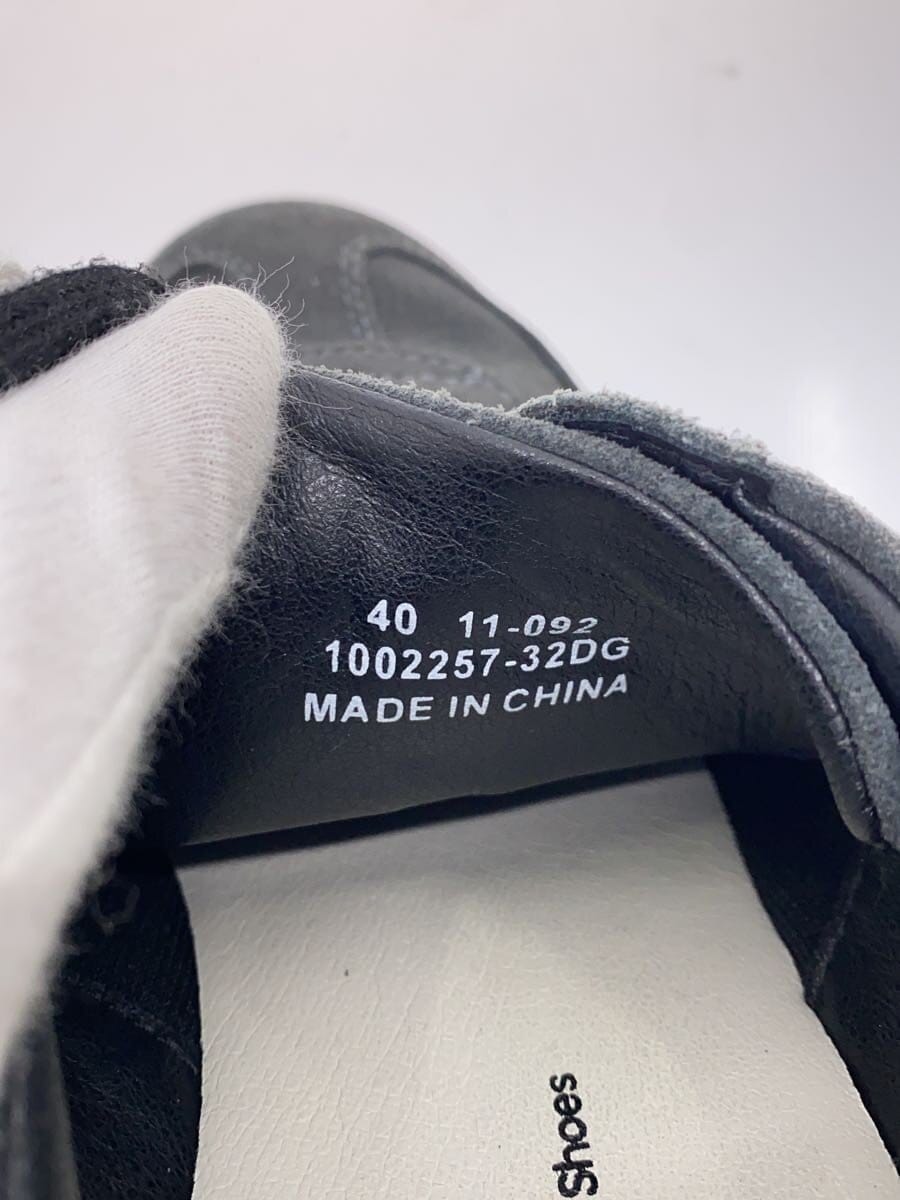 40 11-092
1002257-32DG
MADE IN CHINA
Shoes